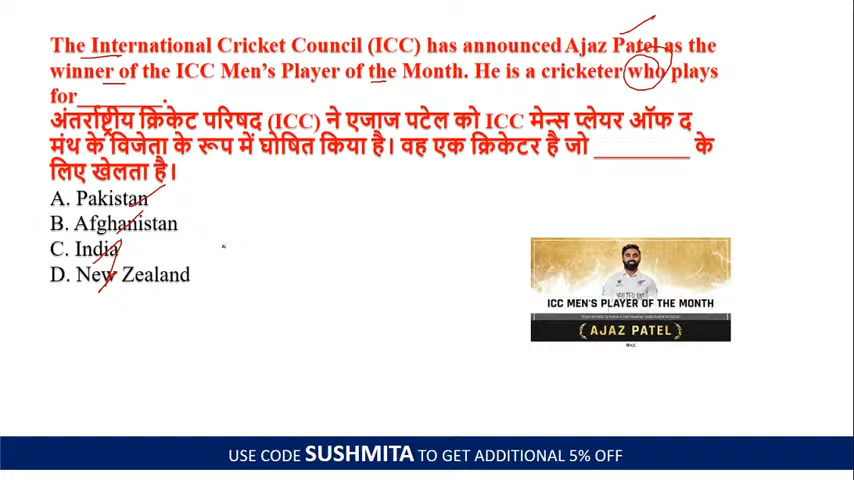 The International Cricket Council (ICC) has announced Ajaz Patel as the
winner of the ICC Men's Player of the Month. He is a cricketer who plays
for________.
अंतर्राष्ट्रीय क्रिकेट परिषद (ICC) ने एजाज पटेल को ICC मेन्स प्लेयर ऑफ द
मंथ के विजेता के रूप में घोषित किया है। वह एक क्रिकेटर है जो _________ के
लिए खेलता है।
A. Pakistan
B. Afghanistan
C. India
D. New Zealand
NEW ZEALAND
ICC MEN'S PLAYER OF THE MONTH
AJAZ PATEL
USE CODE SUSHMITA TO GET ADDITIONAL 5% OFF